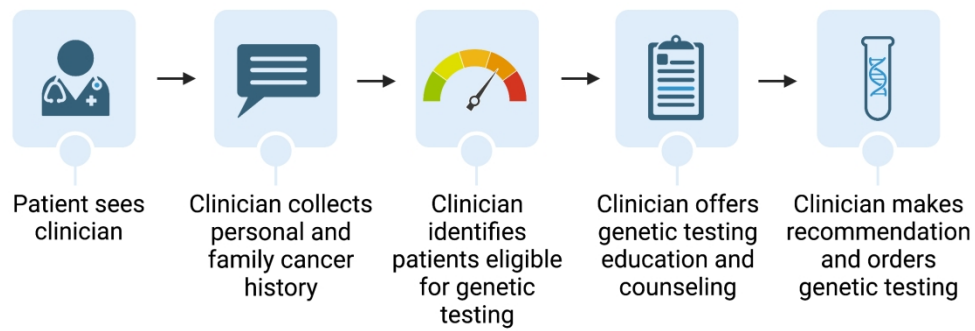 Patient sees
clinician
Clinician collects
personal and
family cancer
history
Clinician
identifies
patients eligible
for genetic
testing
Clinician offers
genetic testing
education and
counseling
Clinician makes
recommendation
and orders
genetic testing